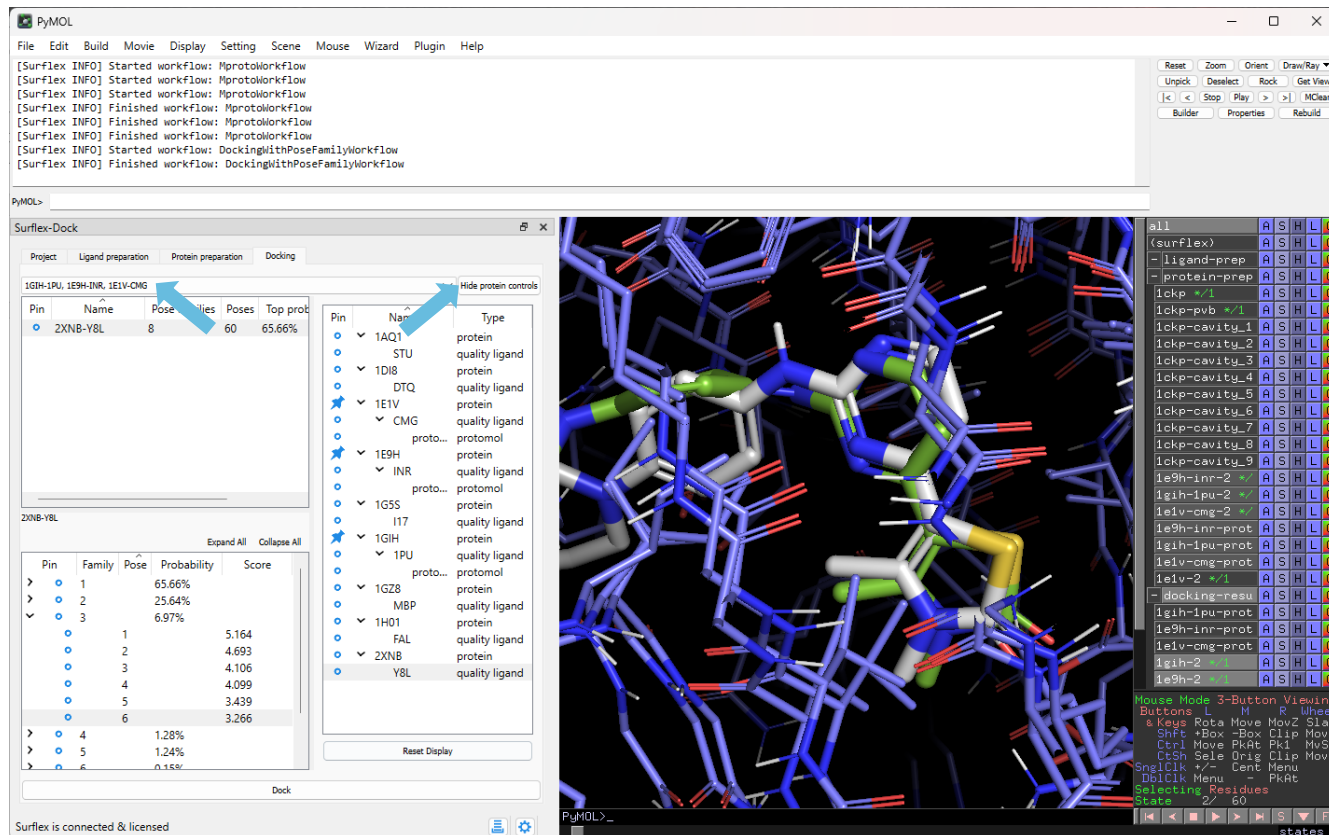 PyMOL
File Edit Build Movie Display Setting Scene Mouse Wizard Plugin Help
[Surflex INFO] Started workflow: MprotoWorkflow
[Surflex INFO] Started workflow: MprotoWorkflow
[Surflex INFO] Started workflow: MprotoWorkflow
[Surflex INFO] Finished workflow: MprotoWorkflow
[Surflex INFO] Finished workflow: MprotoWorkflow
[Surflex INFO] Finished workflow: MprotoWorkflow
[Surflex INFO] Started workflow: DockingWithPoseFamilyWorkflow
[Surflex INFO] Finished workflow: DockingWithPoseFamilyWorkflow
PyMOL>
Reset Zoom Orient Draw/Ray
Unpick Deselect Rock Get View
|< < Stop Play > >| MClear
Builder Properties Rebuild
Surflex-Dock
Project Ligand preparation Protein preparation Docking
1GIH-1PU, 1E9H-INR, 1E1V-CMG
Hide protein controls
Pin Name Poses Top prob
2XNB-Y8L 8 60 65.66%
2XNB-Y8L
Expand All Collapse All
Pin Family Pose Probability Score
1 65.66%
2 25.64%
3 6.97%
1 5.164
2 4.693
3 4.106
4 4.099
5 3.439
6 3.266
4 1.28%
5 1.24%
6 0.15%
Pin Type
1AQ1 protein
STU quality ligand
1DI8 protein
DTQ quality ligand
1E1V protein
CMG quality ligand
proto... protomol
1E9H protein
INR quality ligand
proto... protomol
1G5S protein
I17 quality ligand
1GIH protein
1PU quality ligand
proto... protomol
1GZ8 protein
MBP quality ligand
1H01 protein
FAL quality ligand
2XNB protein
Y8L quality ligand
Reset Display
Dock
Surflex is connected & licensed
PyMOL>_
all A S H L
(surflex) A S H L
- ligand-prep A S H L
- protein-prep A S H L
1ckp */1 A S H L
1ckp-pvb */1 A S H L
1ckp-cavity_1 A S H L
1ckp-cavity_2 A S H L
1ckp-cavity_3 A S H L
1ckp-cavity_4 A S H L
1ckp-cavity_5 A S H L
1ckp-cavity_6 A S H L
1ckp-cavity_7 A S H L
1ckp-cavity_8 A S H L
1ckp-cavity_9 A S H L
1e9h-inr-2 */ A S H L
1gih-1pu-2 */ A S H L
1e1v-cmg-2 */ A S H L
1e9h-inr-prot A S H L
1gih-1pu-prot A S H L
1e1v-cmg-prot A S H L
1e1v-2 */1 A S H L
- docking-resu A S H L
1gih-1pu-prot A S H L
1e9h-inr-prot A S H L
1e1v-cmg-prot A S H L
1gih-2 */1 A S H L
1e9h-2 */1 A S H L
Mouse Mode 3-Button Viewin
Buttons L M R Whee
& Keys Rota Move MovZ Sla
Shft +Box -Box Clip Mov
Ctrl Move PkAt Pk1 MvS
CtSh Sele Orig Clip Mov
SnglClk +/- Cent Menu
DblClk Menu - PkAt
Selecting Residues
State 2/ 60
S F
states